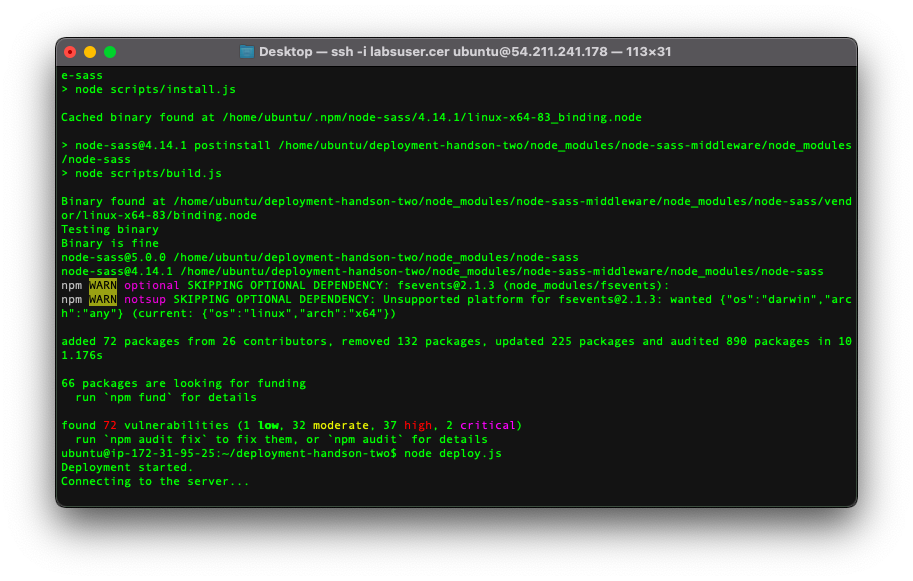 Desktop — ssh -i labsuser.cer ubuntu@54.211.241.178 — 113×31
e-sass
> node scripts/install.js
Cached binary found at /home/ubuntu/.npm/node-sass/4.14.1/linux-x64-83_binding.node
> node-sass@4.14.1 postinstall /home/ubuntu/deployment-handson-two/node_modules/node-sass-middleware/node_modules
/node-sass
> node scripts/build.js
Binary found at /home/ubuntu/deployment-handson-two/node_modules/node-sass-middleware/node_modules/node-sass/vend
or/linux-x64-83/binding.node
Testing binary
Binary is fine
node-sass@5.0.0 /home/ubuntu/deployment-handson-two/node_modules/node-sass
node-sass@4.14.1 /home/ubuntu/deployment-handson-two/node_modules/node-sass-middleware/node_modules/node-sass
npm WARN optional SKIPPING OPTIONAL DEPENDENCY: fsevents@2.1.3 (node_modules/fsevents):
npm WARN notsup SKIPPING OPTIONAL DEPENDENCY: Unsupported platform for fsevents@2.1.3: wanted {"os":"darwin","arc
h":"any"} (current: {"os":"linux","arch":"x64"})
added 72 packages from 26 contributors, removed 132 packages, updated 225 packages and audited 890 packages in 10
1.176s
66 packages are looking for funding
  run `npm fund` for details
found 72 vulnerabilities (1 low, 32 moderate, 37 high, 2 critical)
  run `npm audit fix` to fix them, or `npm audit` for details
ubuntu@ip-172-31-95-25:~/deployment-handson-two$ node deploy.js
Deployment started.
Connecting to the server...